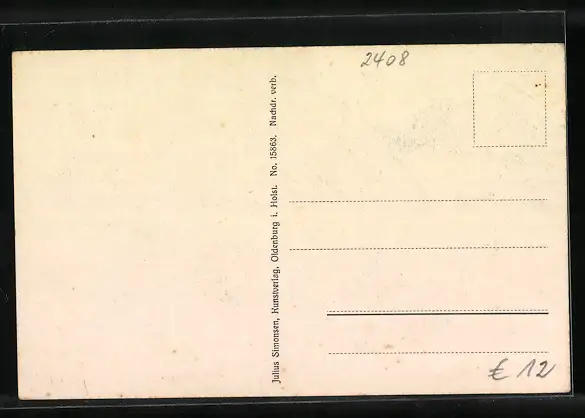 2408
Julius Simonsen, Kunstverlag, Oldenburg i. Holst. No. 15863. Nachdr. verb.
€ 12